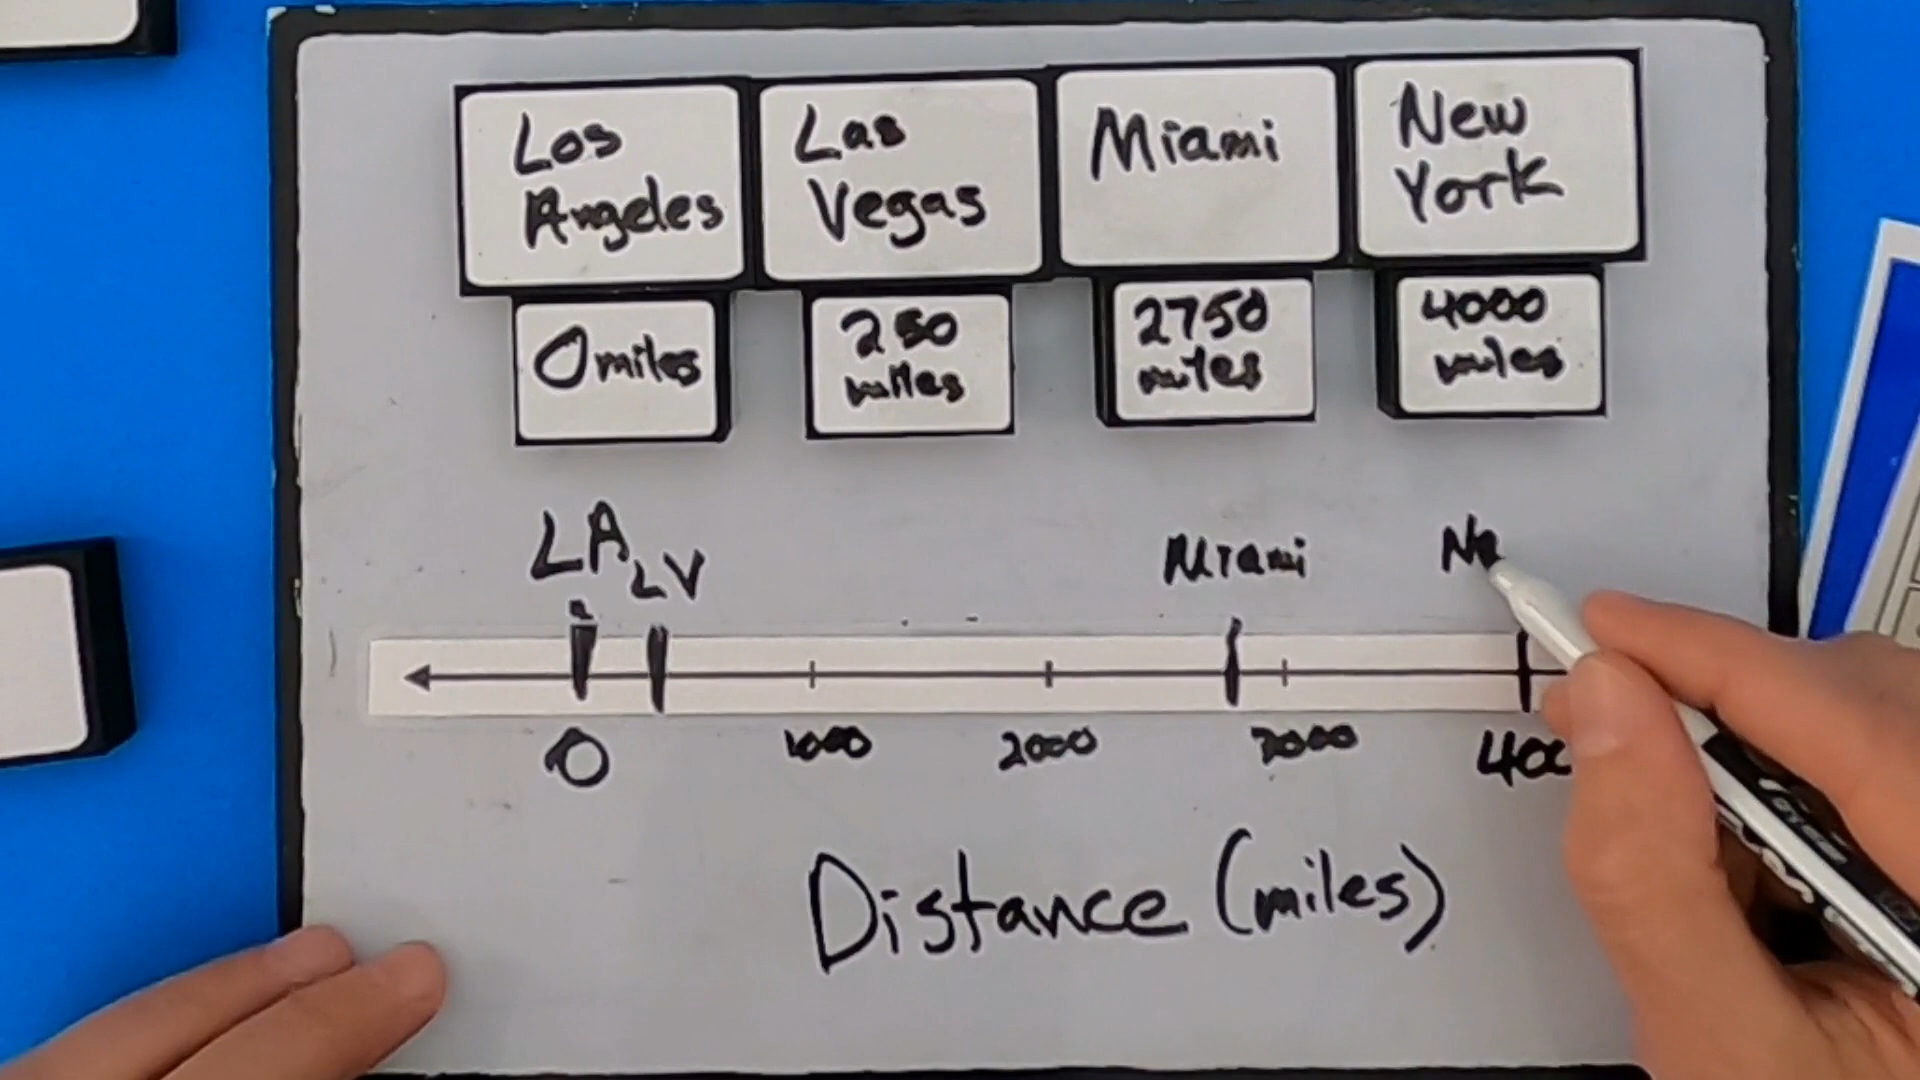 Los
Angeles
Las
Vegas
Miami
New
York
0 miles
250
miles
2750
miles
4000
miles
LA
LV
Miami
Ne
0
1000
2000
3000
400
Distance (miles)